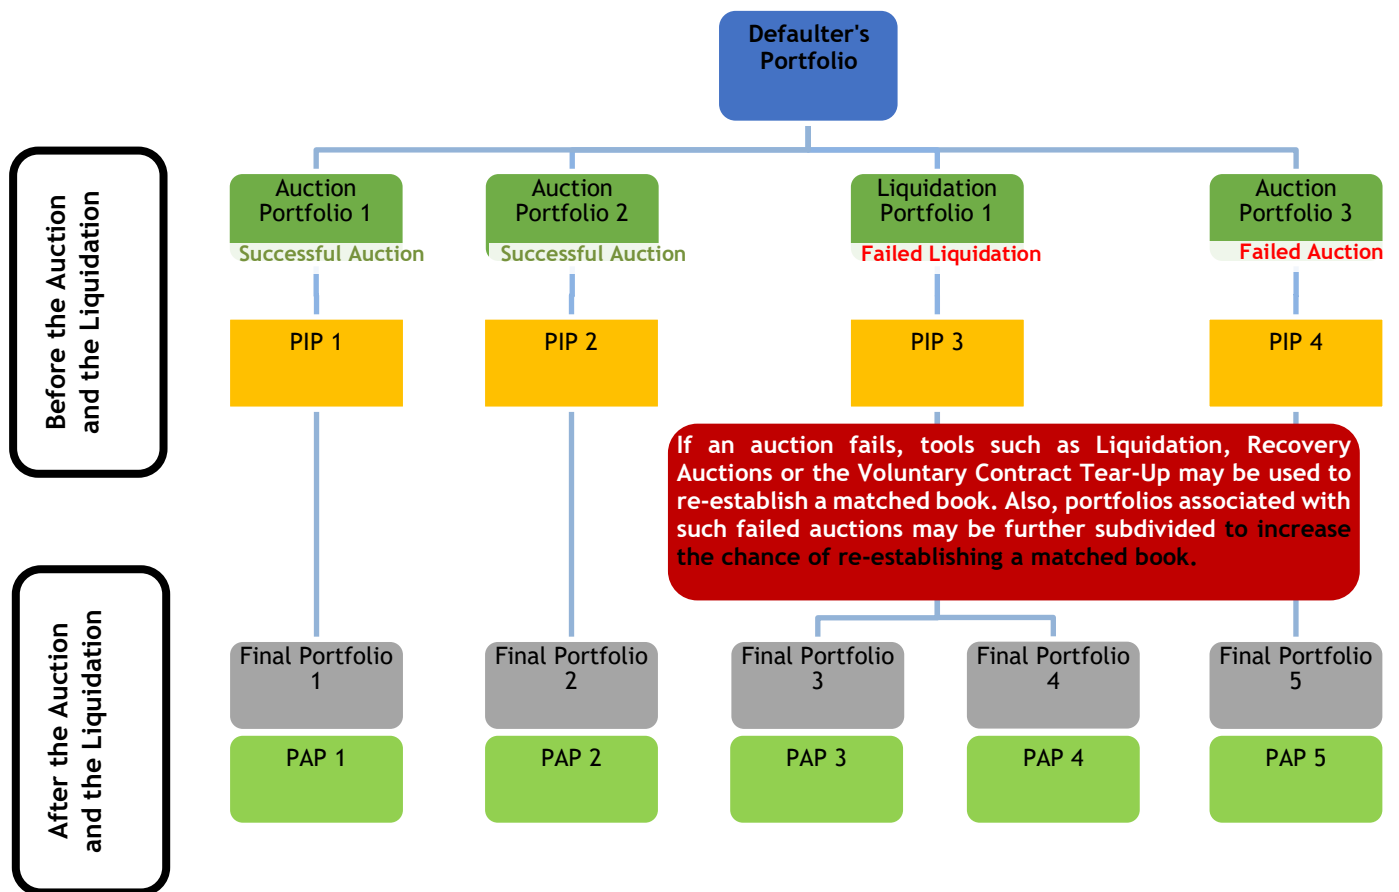 Defaulter's
Portfolio
Before the Auction
and the Liquidation
Auction
Portfolio 1
Successful Auction
Auction
Portfolio 2
Successful Auction
Liquidation
Portfolio 1
Failed Liquidation
Auction
Portfolio 3
Failed Auction
PIP 1
PIP 2
PIP 3
PIP 4
If an auction fails, tools such as Liquidation, Recovery
Auctions or the Voluntary Contract Tear-Up may be used to
re-establish a matched book. Also, portfolios associated with
such failed auctions may be further subdivided to increase
the chance of re-establishing a matched book.
After the Auction
and the Liquidation
Final Portfolio
1
Final Portfolio
2
Final Portfolio
3
Final Portfolio
4
Final Portfolio
5
PAP 1
PAP 2
PAP 3
PAP 4
PAP 5